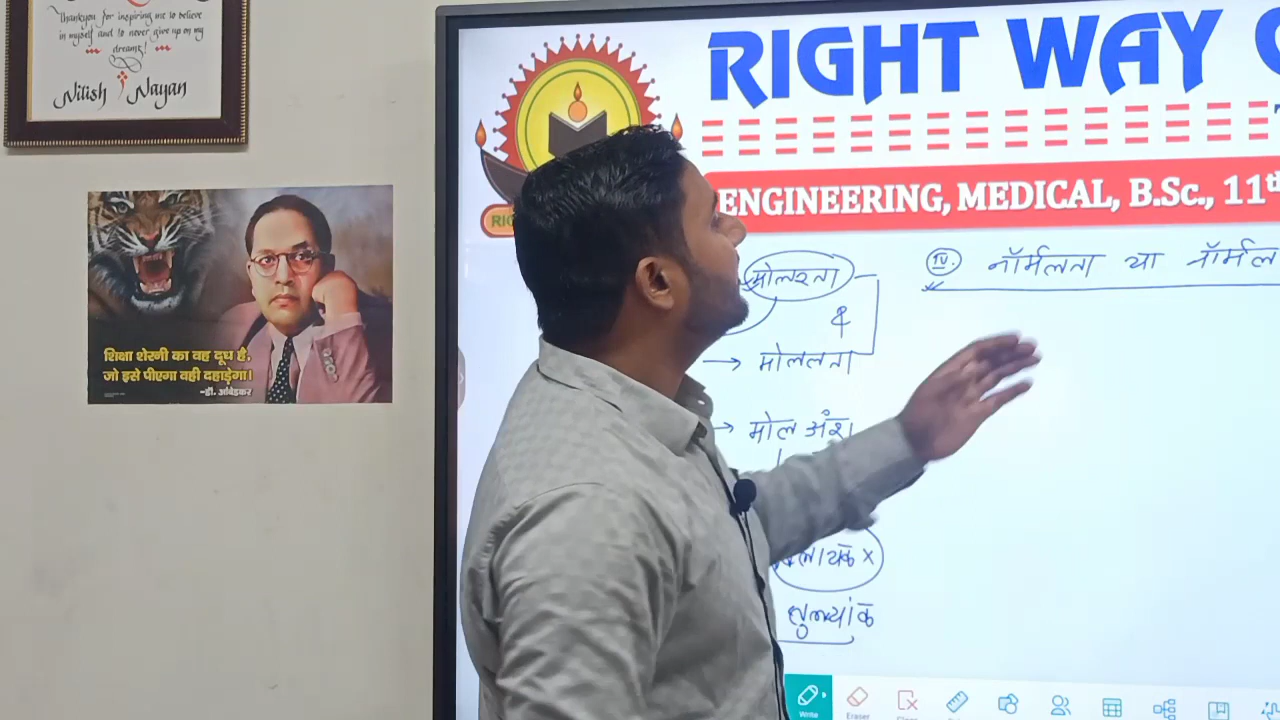 Thankyou for inspiring me to believe
in myself and to never give up on my
dreams!
Nitish Nayan
शिक्षा शेरनी का वह दूध है,
जो इसे पीएगा वही दहाड़ेगा।
-डॉ. अंबेडकर
RIGHT WAY
ENGINEERING, MEDICAL, B.Sc., 11th
मोलरता
&
→ मोललता
→ मोल अंश
IV. नॉर्मलता या नॉर्मल
Write
Eraser